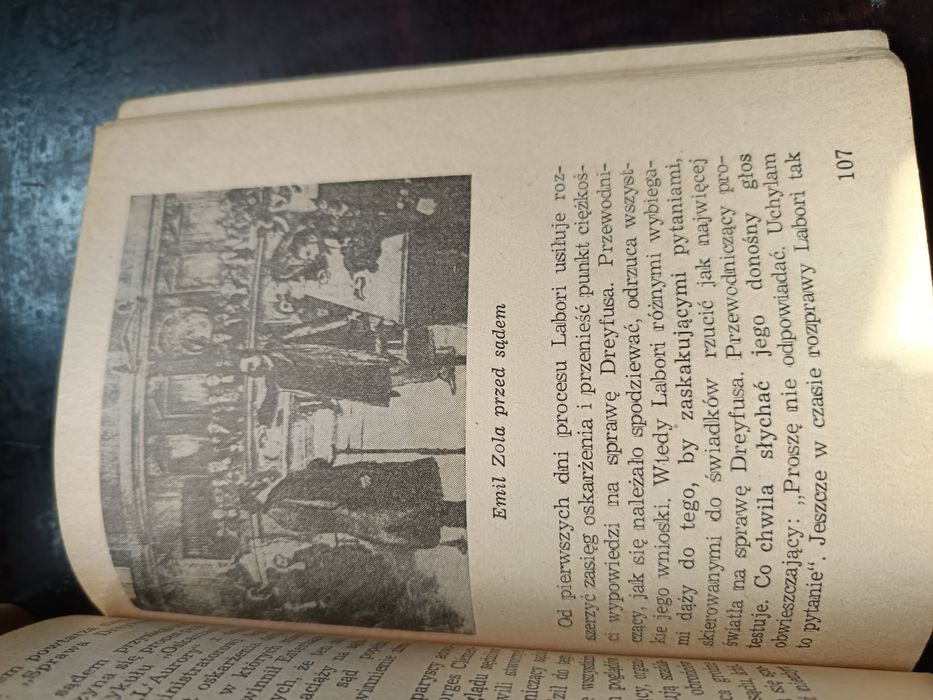 Emil Zola przed sądem
Od pierwszych dni procesu Labori usiłuje roz-
szerzyć zasięg oskarżenia i przenieść punkt ciężkoś-
ci wypowiedzi na sprawę Dreyfusa. Przewodni-
czący, jak się należało spodziewać, odrzuca wszyst-
kie jego wnioski. Wtedy Labori różnymi wybiega-
mi dąży do tego, by zaskakującymi pytaniami,
skierowanymi do świadków rzucić jak najwięcej
światła na sprawę Dreyfusa. Przewodniczący pro-
testuje. Co chwila słychać jego donośny głos
obwieszczający: „Proszę nie odpowiadać. Uchylam
to pytanie“. Jeszcze w czasie rozprawy Labori tak
107